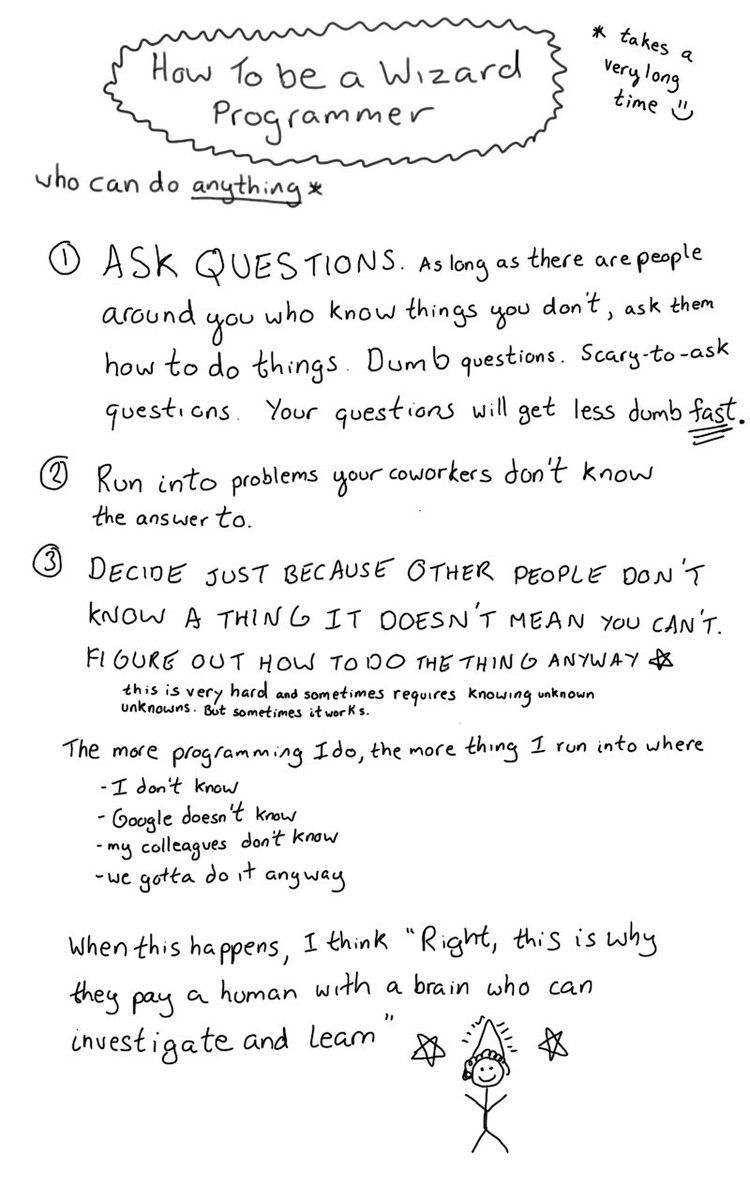 How To be a Wizard
Programmer
* takes a
very long
time
who can do anything*
① ASK QUESTIONS. As long as there are people
around you who know things you don't, ask them
how to do things. Dumb questions. Scary-to-ask
questions. Your questions will get less dumb fast.
② Run into problems your coworkers don't know
the answer to.
③ DECIDE JUST BECAUSE OTHER PEOPLE DON'T
KNOW A THING IT DOESN'T MEAN YOU CAN'T.
FIGURE OUT HOW TO DO THE THING ANYWAY
this is very hard and sometimes requires knowing unknown
unknowns. But sometimes it works.
The more programming I do, the more thing I run into where
- I don't know
- Google doesn't know
- my colleagues don't know
- we gotta do it anyway
When this happens, I think "Right, this is why
they pay a human with a brain who can
investigate and learn"